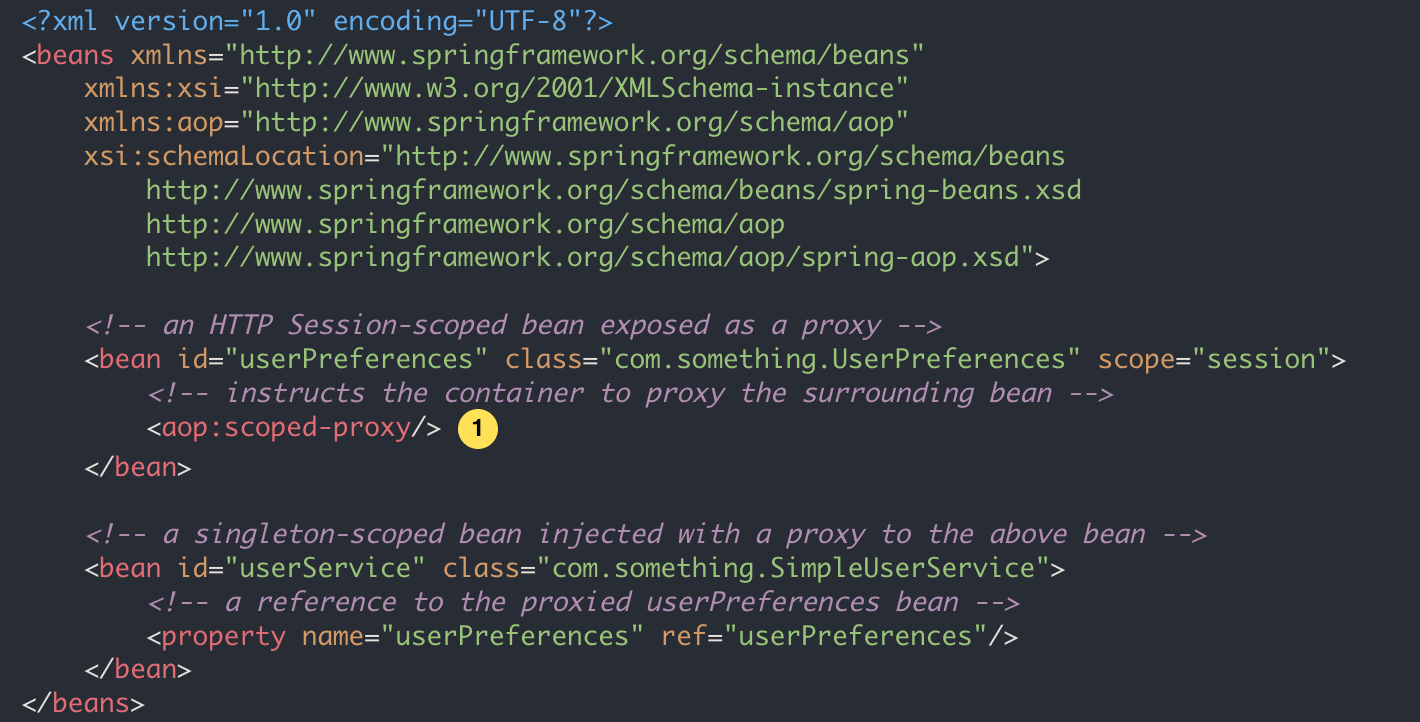 <?xml version="1.0" encoding="UTF-8"?>
<beans xmlns="http://www.springframework.org/schema/beans"
    xmlns:xsi="http://www.w3.org/2001/XMLSchema-instance"
    xmlns:aop="http://www.springframework.org/schema/aop"
    xsi:schemaLocation="http://www.springframework.org/schema/beans
        http://www.springframework.org/schema/beans/spring-beans.xsd
        http://www.springframework.org/schema/aop
        http://www.springframework.org/schema/aop/spring-aop.xsd">

    <!-- an HTTP Session-scoped bean exposed as a proxy -->
    <bean id="userPreferences" class="com.something.UserPreferences" scope="session">
        <!-- instructs the container to proxy the surrounding bean -->
        <aop:scoped-proxy/> 1
    </bean>

    <!-- a singleton-scoped bean injected with a proxy to the above bean -->
    <bean id="userService" class="com.something.SimpleUserService">
        <!-- a reference to the proxied userPreferences bean -->
        <property name="userPreferences" ref="userPreferences"/>
    </bean>
</beans>